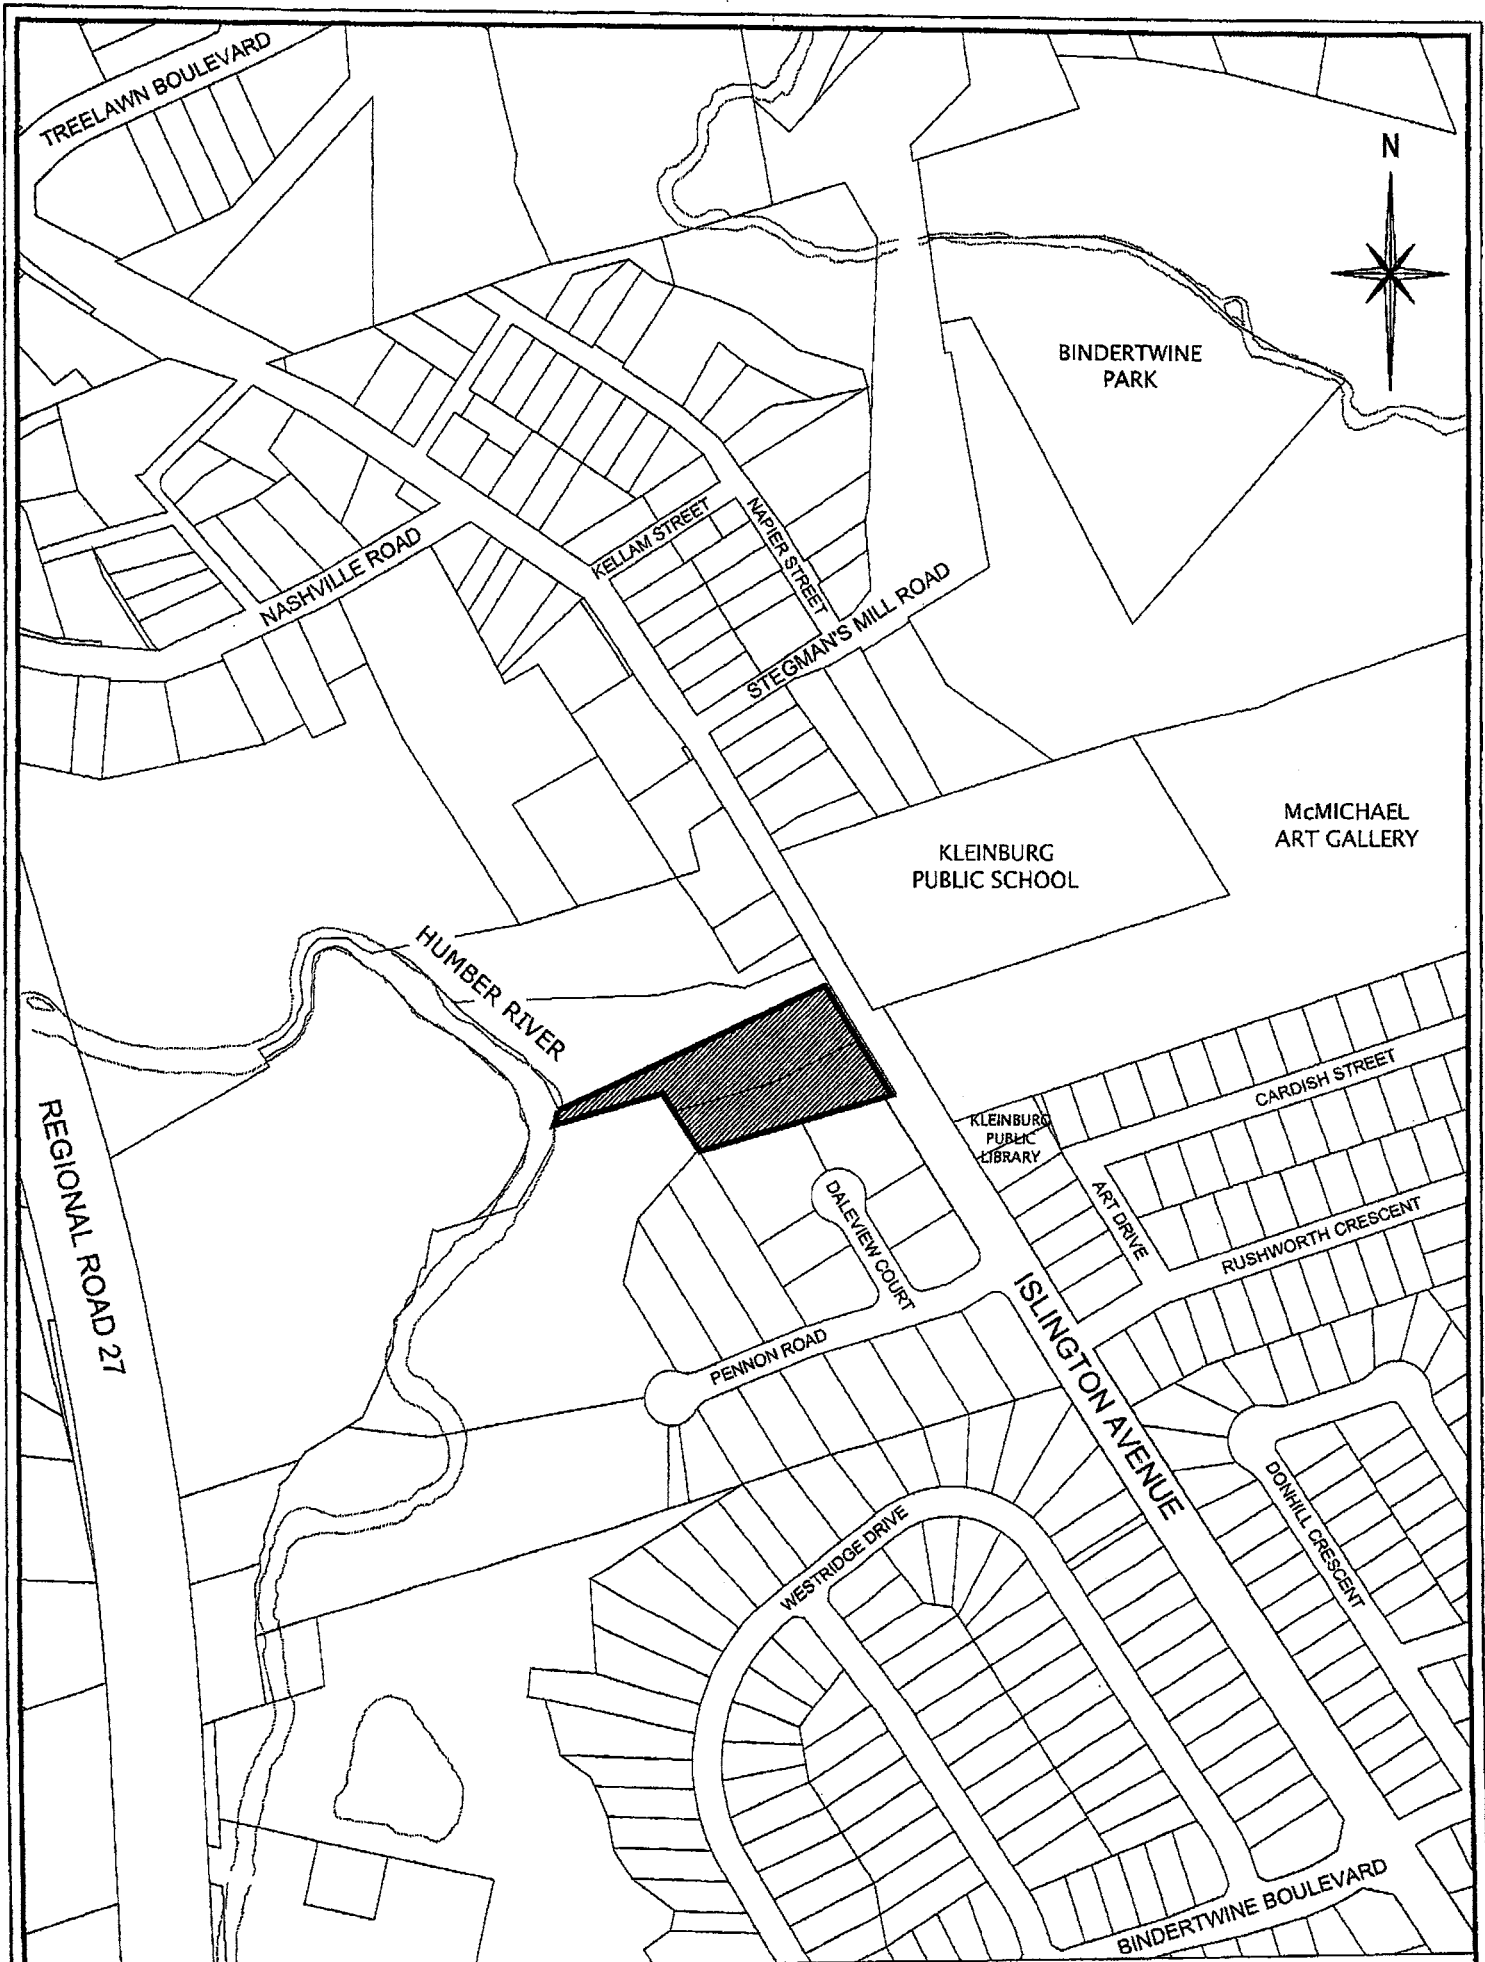 TREELAWN BOULEVARD
N
BINDERTWINE
PARK
KELLAM STREET
NAPIER STREET
NASHVILLE ROAD
STEGMAN'S MILL ROAD
McMICHAEL
ART GALLERY
KLEINBURG
PUBLIC SCHOOL
HUMBER RIVER
CARDISH STREET
KLEINBURG
PUBLIC
LIBRARY
REGIONAL ROAD 27
ART DRIVE
DALEVIEW COURT
RUSHWORTH CRESCENT
ISLINGTON AVENUE
PENNON ROAD
DONHILL CRESCENT
WESTRIDGE DRIVE
BINDERTWINE BOULEVARD